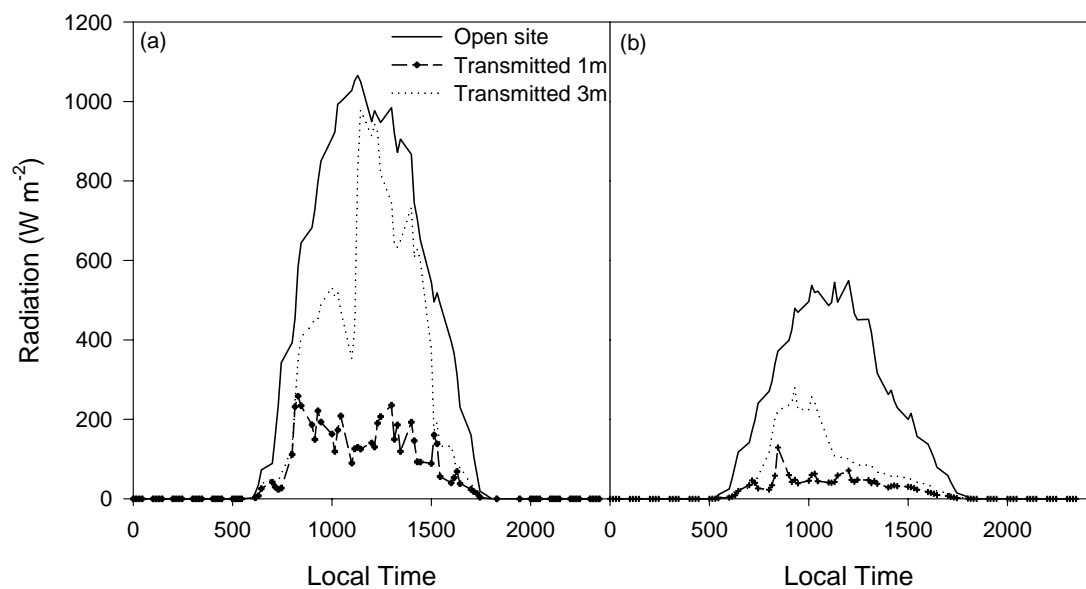 1200
1000
800
600
400
200
0
Radiation (W m-2)
(a)
Open site
Transmitted 1m
Transmitted 3m
(b)
0 500 1000 1500 2000
0 500 1000 1500 2000
Local Time
Local Time